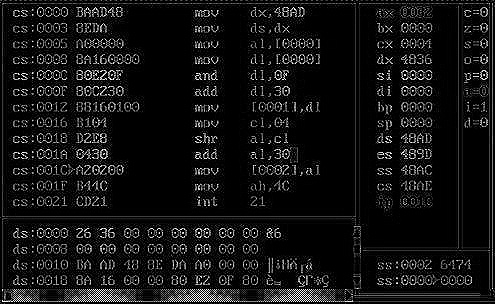 cs:0000 BAAD48 mov dx,48AD
cs:0003 8EDA mov ds,dx
cs:0005 A00000 mov al,[0000]
cs:0008 8A160000 mov dl,[0000]
cs:000C 80E20F and dl,0F
cs:000F 80C230 add dl,30
cs:0012 88160100 mov [0001],dl
cs:0016 B104 mov cl,04
cs:0018 D2E8 shr al,cl
cs:001A 0430 add al,30
cs:001C>A20200 mov [0002],al
cs:001F B44C mov ah,4C
cs:0021 CD21 int 21
ax 0032 c=0
bx 0000 z=0
cx 0004 s=0
dx 4836 o=0
si 0000 p=0
di 0000
bp 0000 i=1
sp 0000 d=0
ds 48AD
es 489D
ss 48AC
cs 48AE
ds:0000 26 36 00 00 00 00 00 00 &6
ds:0008 00 00 00 00 00 00 00 00
ds:0010 BA AD 48 8E DA A0 00 00
ds:0018 8A 16 00 00 80 E2 0F 80
ss:0002 6474
ss:0000 0000